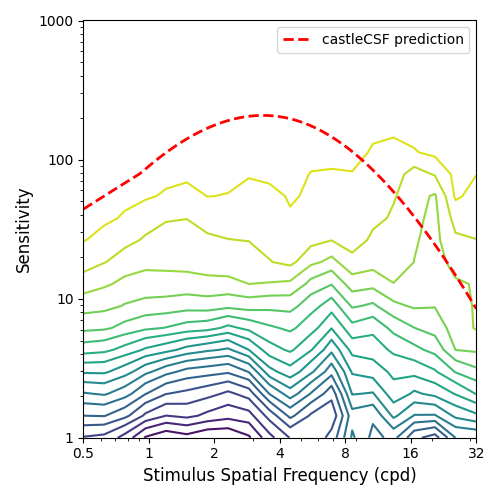 1000
castleCSF prediction
100
Sensitivity
10
1
0.5 1 2 4 8 16 32
Stimulus Spatial Frequency (cpd)